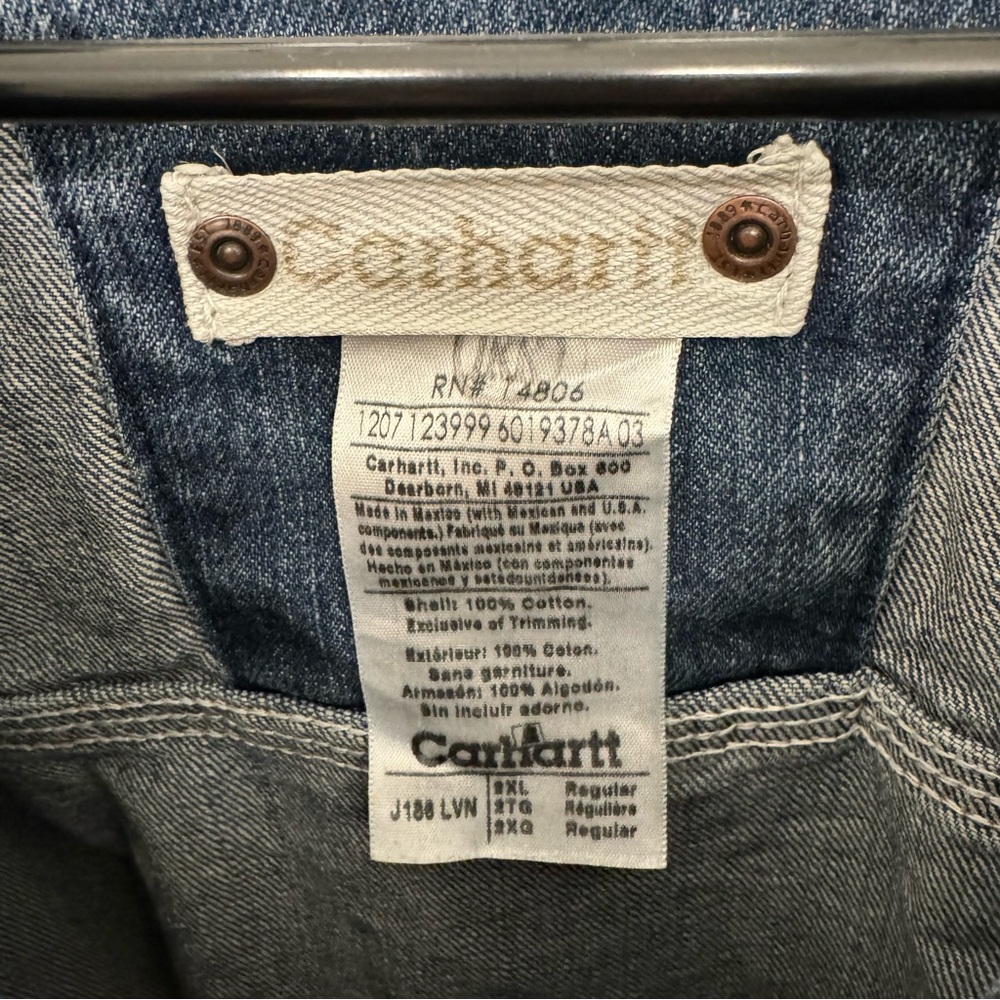 Carhartt
EST. 1889 Carhartt
1889 Carhartt EST.
RN# 14806
1207 123999 6019378A 03
Carhartt, Inc. P. O. Box 600
Dearborn, MI 48121 USA
Made in Mexico (with Mexican and U.S.A.
components.) Fabriqué au Mexique (avec
des composants mexicains et américains).
Hecho en México (con componentes
mexicanos y estadounidenses).
Shell: 100% Cotton.
Exclusive of Trimming.
Extérieur: 100% Coton.
Sans garniture.
Armasón: 100% Algodón.
Sin incluir adorno.
Carhartt
LVN
2XL Regular
2TG Régulière
2XG Regular